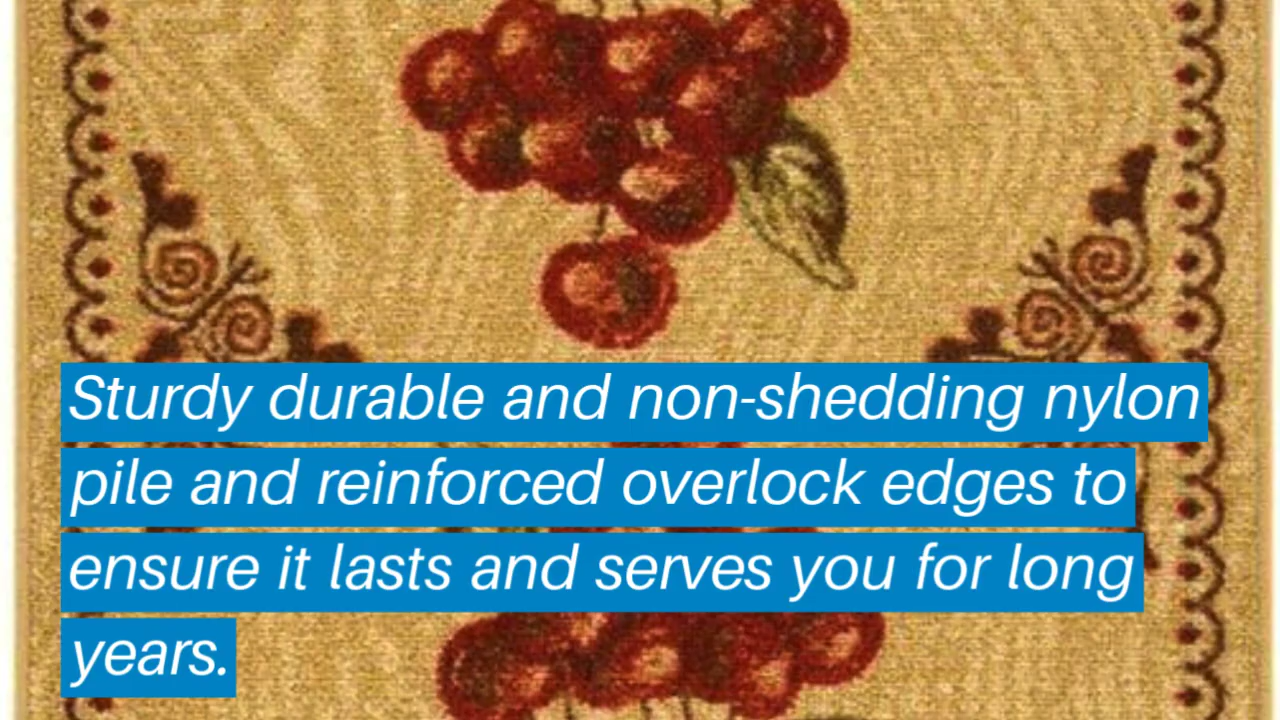 Sturdy durable and non-shedding nylon
pile and reinforced overlock edges to
ensure it lasts and serves you for long
years.